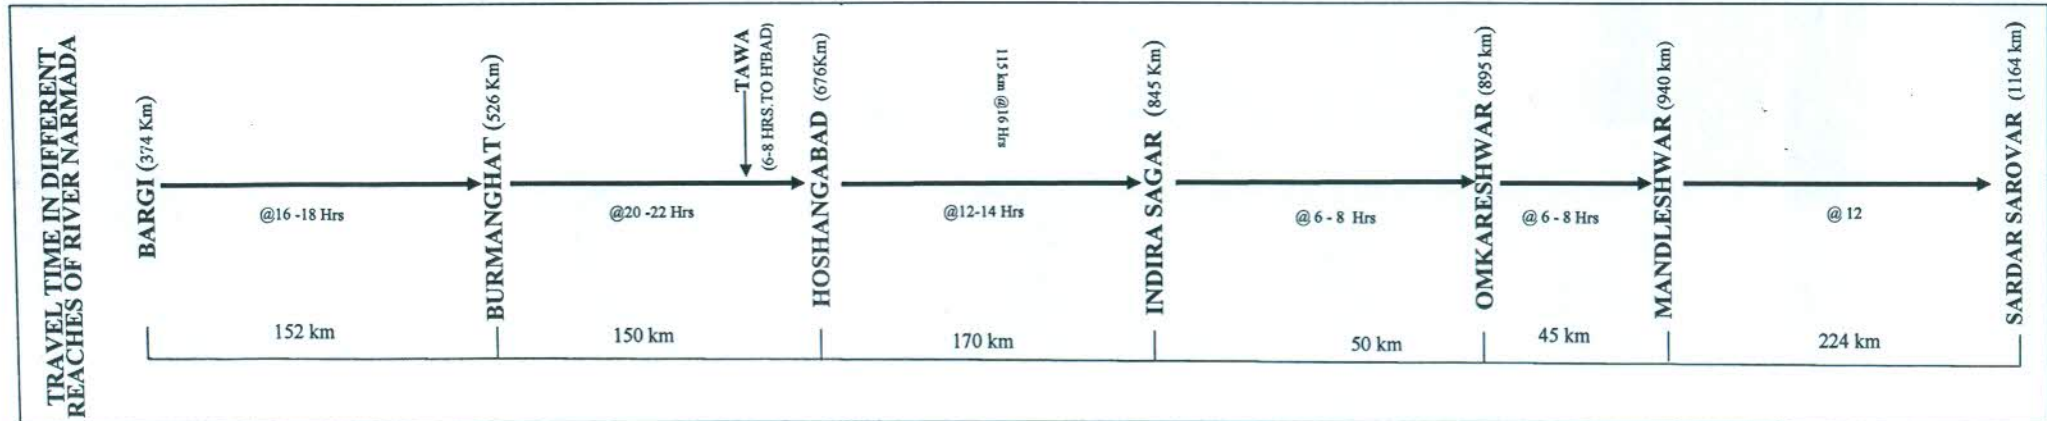 TRAVEL TIME IN DIFFERENT
REACHES OF RIVER NARMADA
BARGI (374 Km)
@16 -18 Hrs
BURMANGHAT (526 Km)
@20 -22 Hrs
TAWA
(6-8 HRS.TO H'BAD)
HOSHANGABAD (676Km)
115 km @16 Hrs
@12-14 Hrs
INDIRA SAGAR (845 Km)
@ 6 - 8 Hrs
OMKARESHWAR (895 km)
@ 6 - 8 Hrs
MANDLESHWAR (940 km)
@ 12
SARDAR SAROVAR (1164 km)
152 km
150 km
170 km
50 km
45 km
224 km